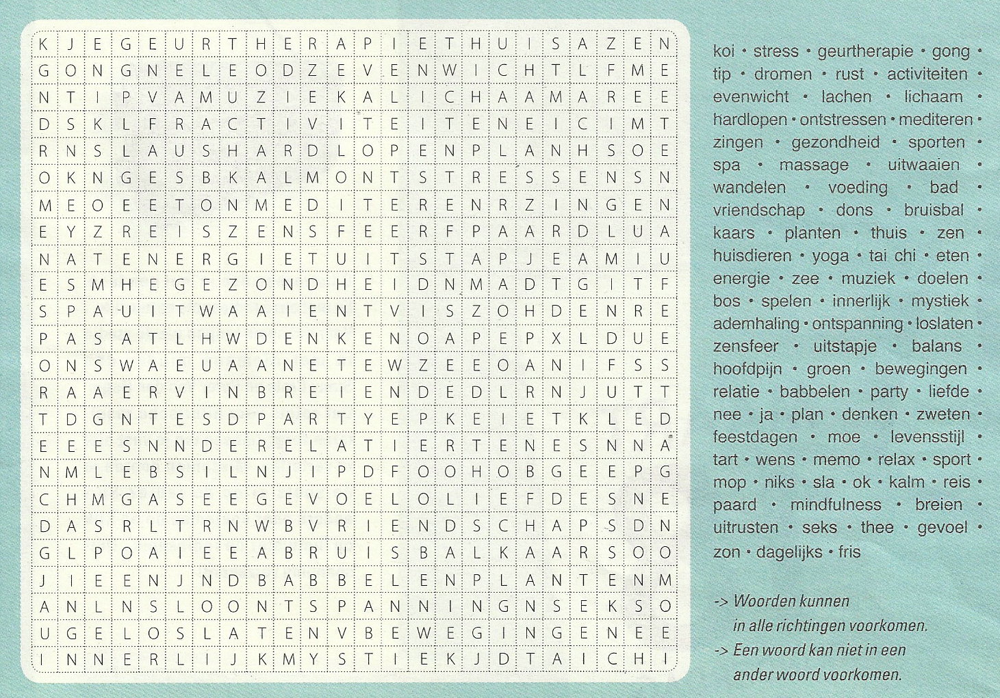 K J E G E U R T H E R A P I E T H U I S A Z E N
G O N G N E L E O D Z E V E N W I C H T L F M E
N T I P V A M U Z I E K A L I C H A A M A R E E
D S K L F R A C T I V I T E I T E N E I C I M T
R N S L A U S H A R D L O P E N P L A N H S O E
O K N G E S B K A L M O N T S T R E S S E N S N
M E O E E T O N M E D I T E R E N R Z I N G E N
E Y Z R E I S Z E N S F E E R F P A A R D L U A
N A T E N E R G I E T U I T S T A P J E A M I U
E S M H E G E Z O N D H E I D N M A D T G I T F
S P A U I T W A A I E N T V I S Z O H D E N R E
P A S A T L H W D E N K E N O A P E P X L D U E
O N S W A E U A A N E T E W Z E E O A N I F S S
R A A E R V I N B R E I E N D E D L R N J U T T
T D G N T E S D P A R T Y E P K E I E T K L E D
E E E S N N D E R E L A T I E R T E N E S N N A
N M L E B S I L N J I P D F O O H O B G E E P G
C H M G A S E E G E V O E L O L I E F D E S N E
D A S R L T R N W B V R I E N D S C H A P S D N
G L P O A I E E A B R U I S B A L K A A R S O O
J I E E N J N D B A B B E L E N P L A N T E N M
A N L N S L O O N T S P A N N I N G N S E K S O
U G E L O S L A T E N V B E W E G I N G E N E E
I N N E R L I J K M Y S T I E K J D T A I C H I
koi • stress • geurtherapie • gong •
tip • dromen • rust • activiteiten •
evenwicht • lachen • lichaam •
hardlopen • ontstressen • mediteren •
zingen • gezondheid • sporten •
spa • massage • uitwaaien •
wandelen • voeding • bad •
vriendschap • dons • bruisbal •
kaars • planten • thuis • zen •
huisdieren • yoga • tai chi • eten •
energie • zee • muziek • doelen •
bos • spelen • innerlijk • mystiek •
ademhaling • ontspanning • loslaten •
zensfeer • uitstapje • balans •
hoofdpijn • groen • bewegingen •
relatie • babbelen • party • liefde •
nee • ja • plan • denken • zweten •
feestdagen • moe • levensstijl •
tart • wens • memo • relax • sport •
mop • niks • sla • ok • kalm • reis •
paard • mindfulness • breien •
uitrusten • seks • thee • gevoel •
zon • dagelijks • fris
-> Woorden kunnen
in alle richtingen voorkomen.
-> Een woord kan niet in een
ander woord voorkomen.